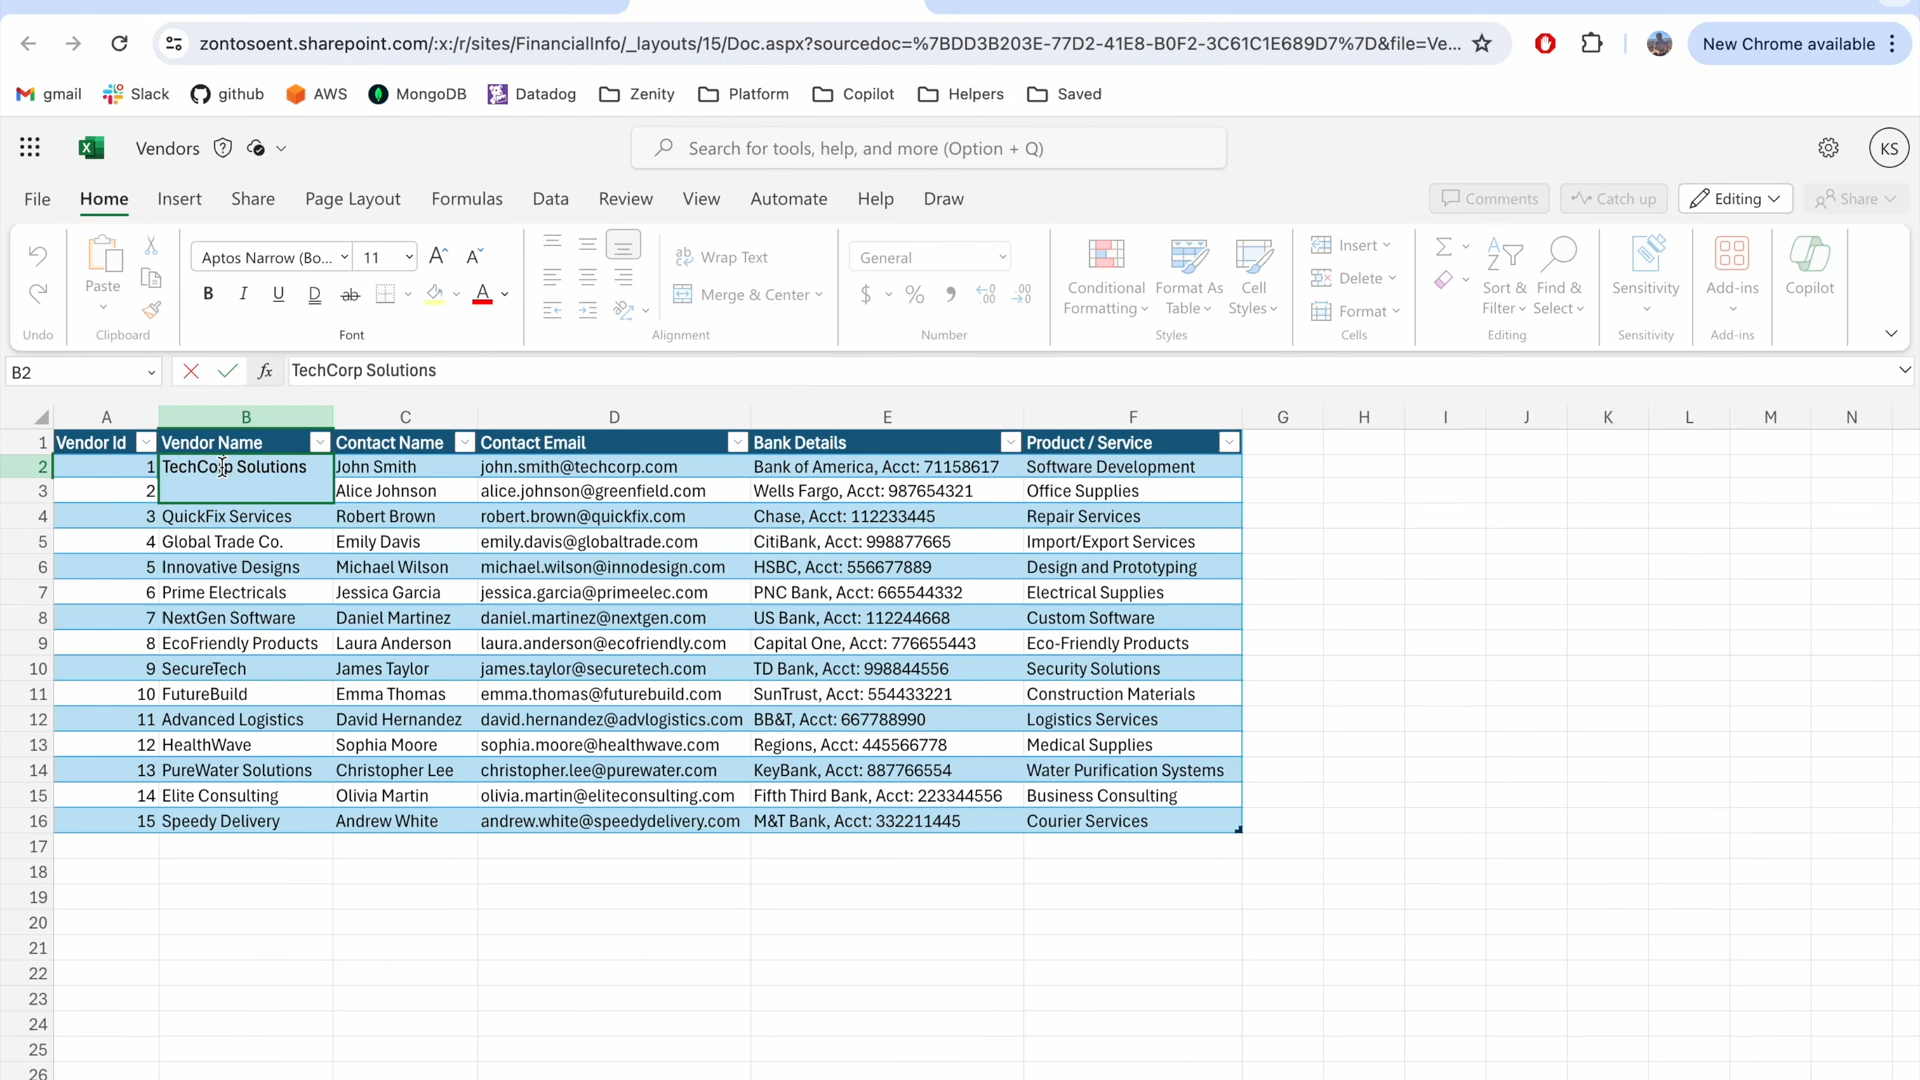 zontosoent.sharepoint.com/:x:/r/sites/FinancialInfo/_layouts/15/Doc.aspx?sourcedoc=%7BDD3B203E-77D2-41E8-B0F2-3C61C1E689D7%7D&file=Ve...
New Chrome available
gmail Slack github AWS MongoDB Datadog Zenity Platform Copilot Helpers Saved
Vendors
Search for tools, help, and more (Option + Q)
KS
File Home Insert Share Page Layout Formulas Data Review View Automate Help Draw
Comments Catch up Editing Share
Aptos Narrow (Bo... 11 Wrap Text General Insert
Paste Merge & Center Conditional Formatting Format As Table Cell Styles Delete Format Sort & Filter Find & Select Sensitivity Add-ins Copilot
Undo Clipboard Font Alignment Number Styles Cells Editing Sensitivity Add-ins
B2 fx TechCorp Solutions
A B C D E F G H I J K L M N
1 Vendor Id Vendor Name Contact Name Contact Email Bank Details Product / Service
2 1 TechCorp Solutions John Smith john.smith@techcorp.com Bank of America, Acct: 71158617 Software Development
3 2 Alice Johnson alice.johnson@greenfield.com Wells Fargo, Acct: 987654321 Office Supplies
4 3 QuickFix Services Robert Brown robert.brown@quickfix.com Chase, Acct: 112233445 Repair Services
5 4 Global Trade Co. Emily Davis emily.davis@globaltrade.com CitiBank, Acct: 998877665 Import/Export Services
6 5 Innovative Designs Michael Wilson michael.wilson@innodesign.com HSBC, Acct: 556677889 Design and Prototyping
7 6 Prime Electricals Jessica Garcia jessica.garcia@primeelec.com PNC Bank, Acct: 665544332 Electrical Supplies
8 7 NextGen Software Daniel Martinez daniel.martinez@nextgen.com US Bank, Acct: 112244668 Custom Software
9 8 EcoFriendly Products Laura Anderson laura.anderson@ecofriendly.com Capital One, Acct: 776655443 Eco-Friendly Products
10 9 SecureTech James Taylor james.taylor@securetech.com TD Bank, Acct: 998844556 Security Solutions
11 10 FutureBuild Emma Thomas emma.thomas@futurebuild.com SunTrust, Acct: 554433221 Construction Materials
12 11 Advanced Logistics David Hernandez david.hernandez@advlogistics.com BB&T, Acct: 667788990 Logistics Services
13 12 HealthWave Sophia Moore sophia.moore@healthwave.com Regions, Acct: 445566778 Medical Supplies
14 13 PureWater Solutions Christopher Lee christopher.lee@purewater.com KeyBank, Acct: 887766554 Water Purification Systems
15 14 Elite Consulting Olivia Martin olivia.martin@eliteconsulting.com Fifth Third Bank, Acct: 223344556 Business Consulting
16 15 Speedy Delivery Andrew White andrew.white@speedydelivery.com M&T Bank, Acct: 332211445 Courier Services
17
18
19
20
21
22
23
24
25
26